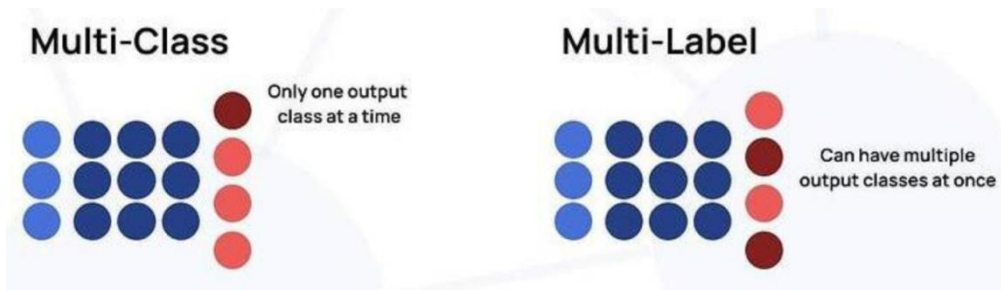 Multi-Class
Only one output
class at a time
Multi-Label
Can have multiple
output classes at once